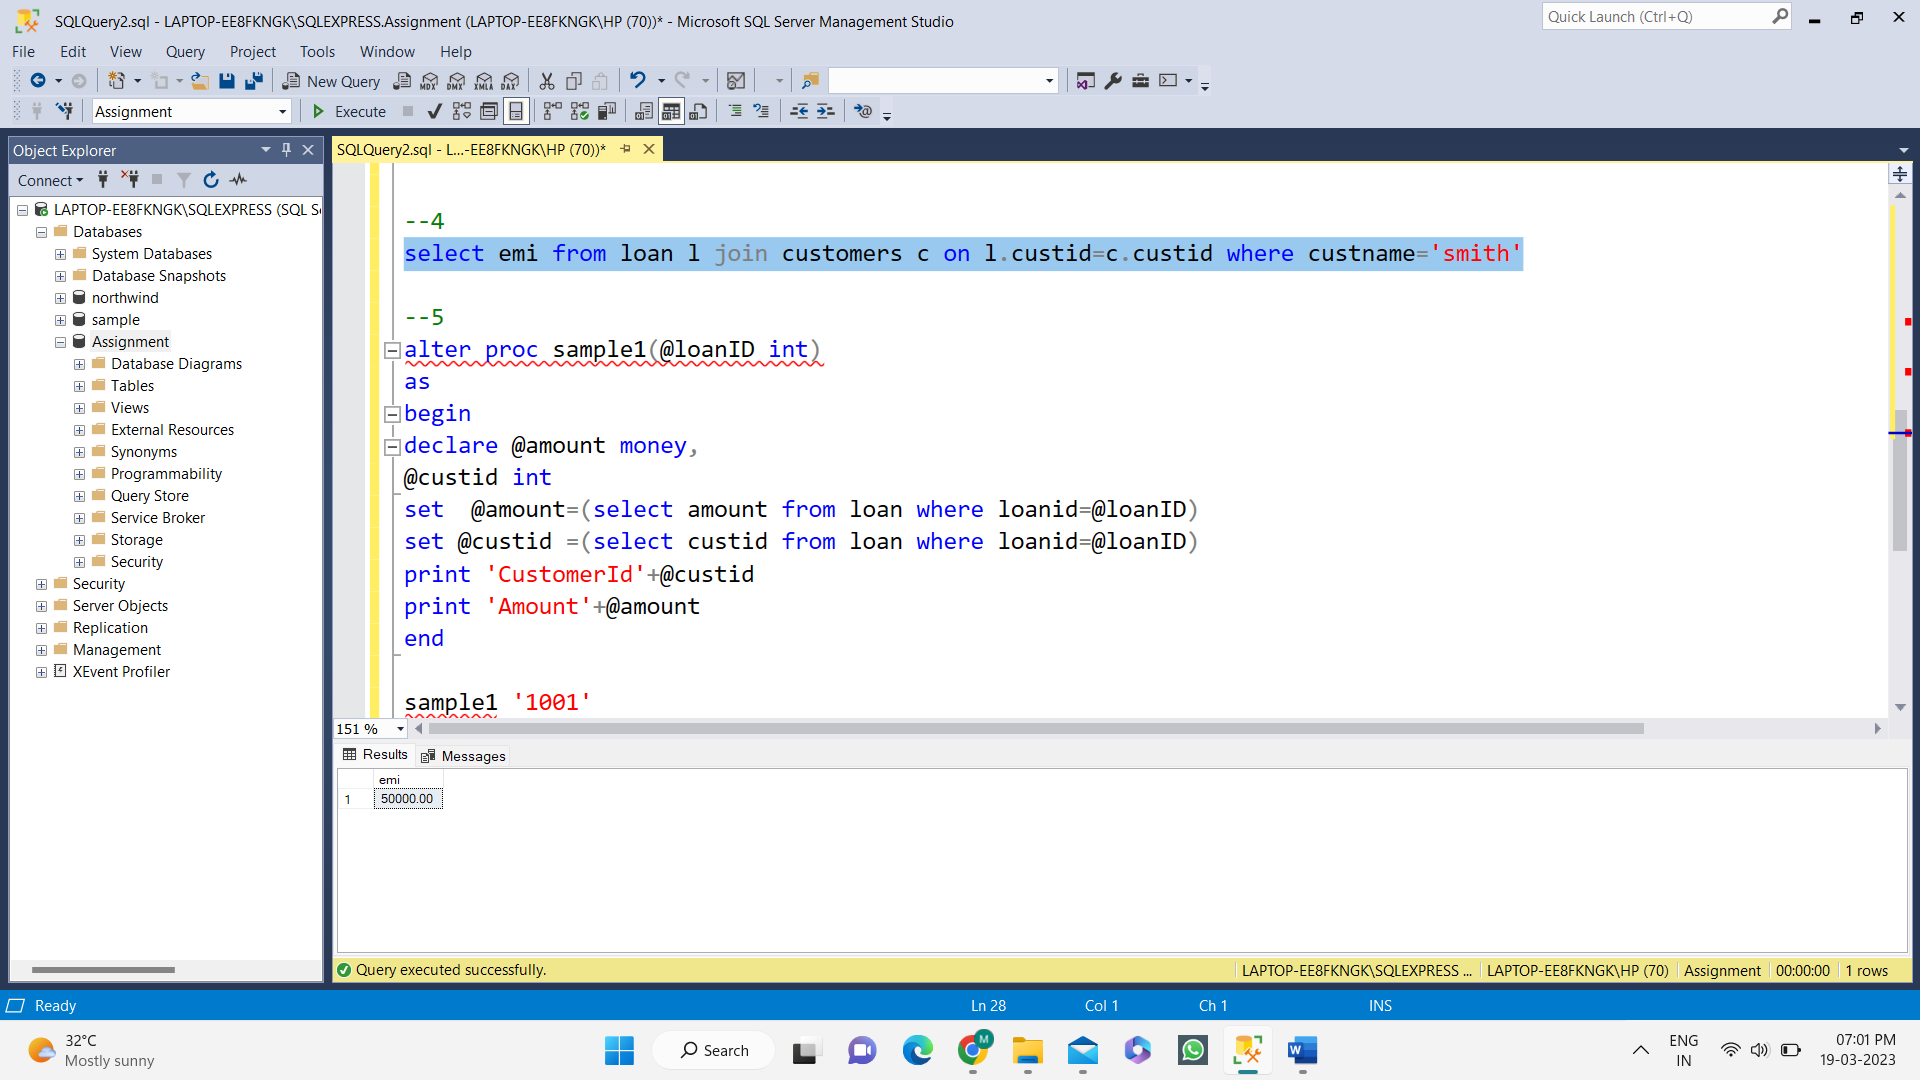 SQLQuery2.sql - LAPTOP-EE8FKNGK\SQLEXPRESS.Assignment (LAPTOP-EE8FKNGK\HP (70))* - Microsoft SQL Server Management Studio
Quick Launch (Ctrl+Q)
File Edit View Query Project Tools Window Help
New Query MDX DMX XMLA DAX
Assignment Execute
Object Explorer
SQLQuery2.sql - L...-EE8FKNGK\HP (70))*
Connect
LAPTOP-EE8FKNGK\SQLEXPRESS (SQL S
Databases
System Databases
Database Snapshots
northwind
sample
Assignment
Database Diagrams
Tables
Views
External Resources
Synonyms
Programmability
Query Store
Service Broker
Storage
Security
Security
Server Objects
Replication
Management
XEvent Profiler
--4
select emi from loan l join customers c on l.custid=c.custid where custname='smith'
--5
alter proc sample1(@loanID int)
as
begin
declare @amount money,
@custid int
set  @amount=(select amount from loan where loanid=@loanID)
set @custid =(select custid from loan where loanid=@loanID)
print 'CustomerId'+@custid
print 'Amount'+@amount
end
sample1 '1001'
151 %
Results Messages
emi
1 50000.00
Query executed successfully.
LAPTOP-EE8FKNGK\SQLEXPRESS ... LAPTOP-EE8FKNGK\HP (70) Assignment 00:00:00 1 rows
Ready Ln 28 Col 1 Ch 1 INS
32°C
Mostly sunny
Search
M
ENG
IN
07:01 PM
19-03-2023